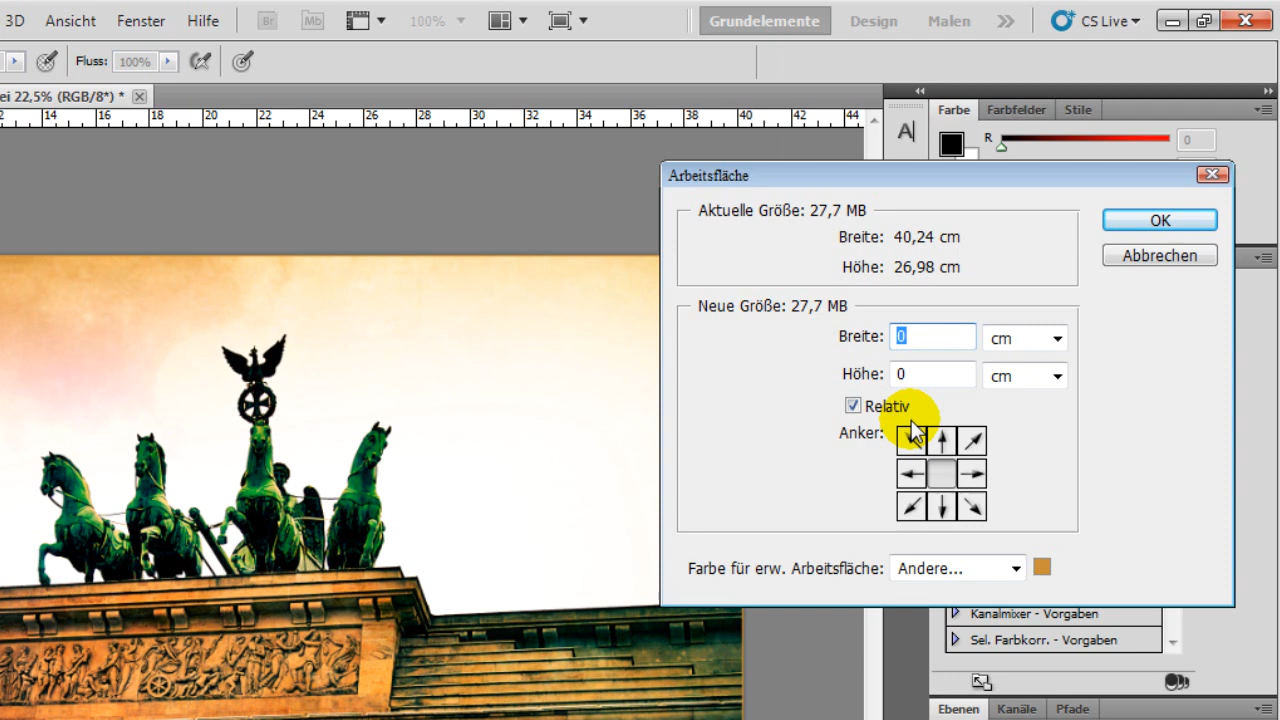 3D Ansicht Fenster Hilfe Br Mb 100% Grundelemente Design Malen CS Live
Fluss: 100%
ei 22,5% (RGB/8*) *
14 16 18 20 22 24 26 28 30 32 34 36 38 40 42 44
Farbe Farbfelder Stile
A
R 0
Arbeitsfläche
Aktuelle Größe: 27,7 MB
Breite: 40,24 cm
Höhe: 26,98 cm
OK
Abbrechen
Neue Größe: 27,7 MB
Breite: 0 cm
Höhe: 0 cm
Relativ
Anker:
Farbe für erw. Arbeitsfläche: Andere...
Kanalmixer - Vorgaben
Sel. Farbkorr. - Vorgaben
Ebenen Kanäle Pfade